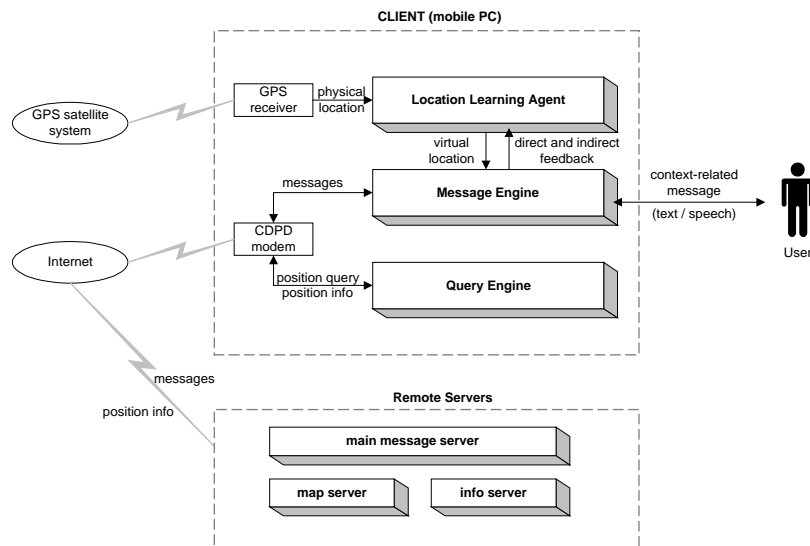 CLIENT (mobile PC)
GPS satellite
system
GPS
receiver
physical
location
Location Learning Agent
virtual
location
direct and indirect
feedback
messages
Message Engine
context-related
message
(text / speech)
User
CDPD
modem
Internet
position query
position info
Query Engine
messages
position info
Remote Servers
main message server
map server
info server